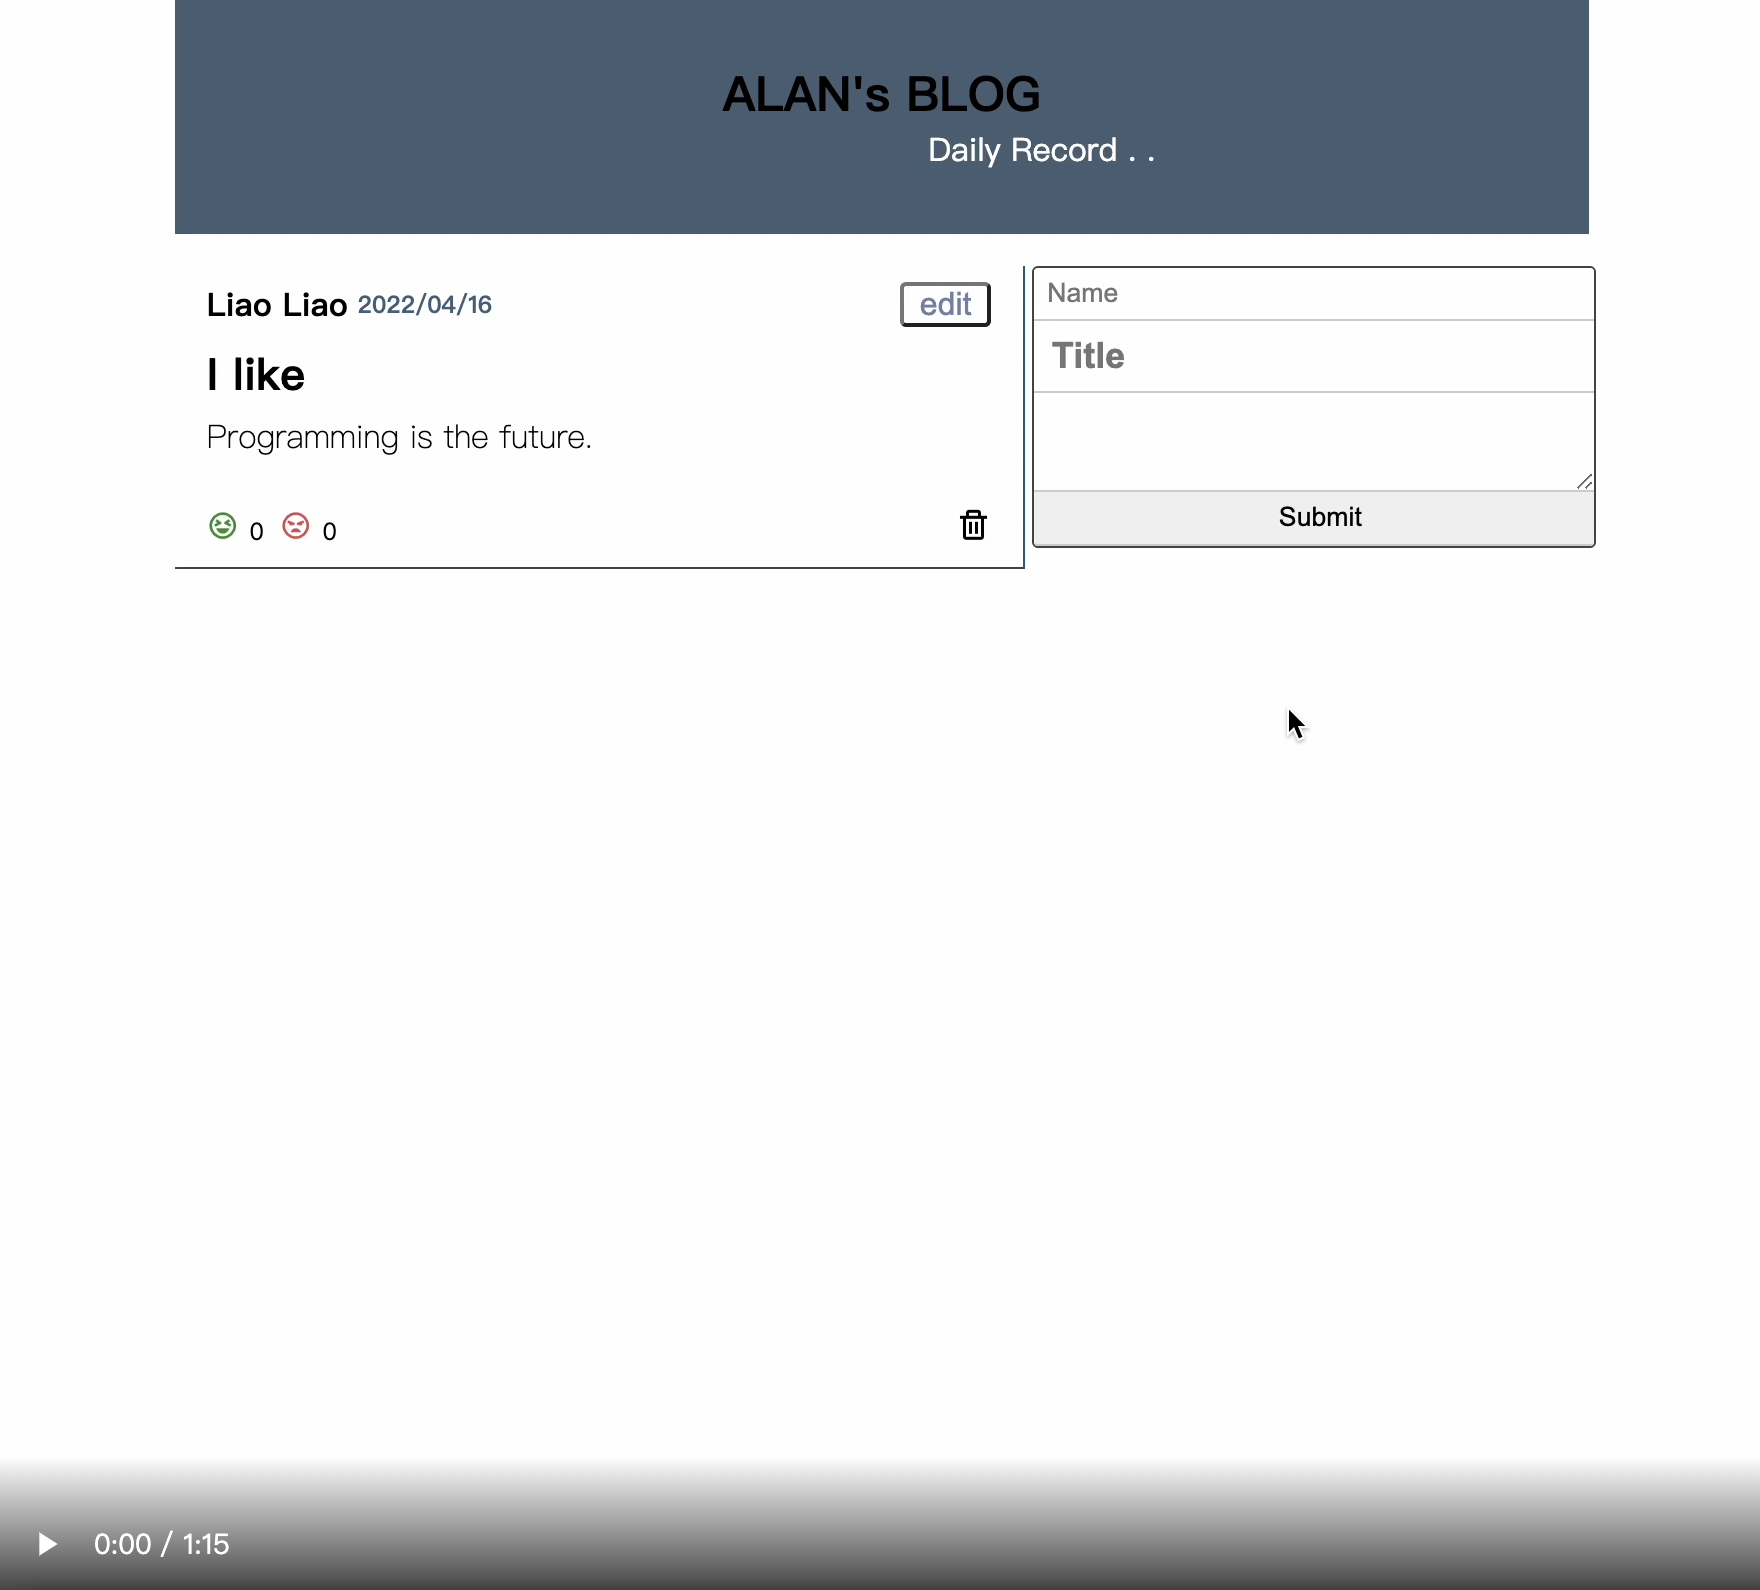 ALAN's BLOG
Daily Record . .
Liao Liao 2022/04/16
edit
I like
Programming is the future.
0 0
Name
Title
Submit
0:00 / 1:15